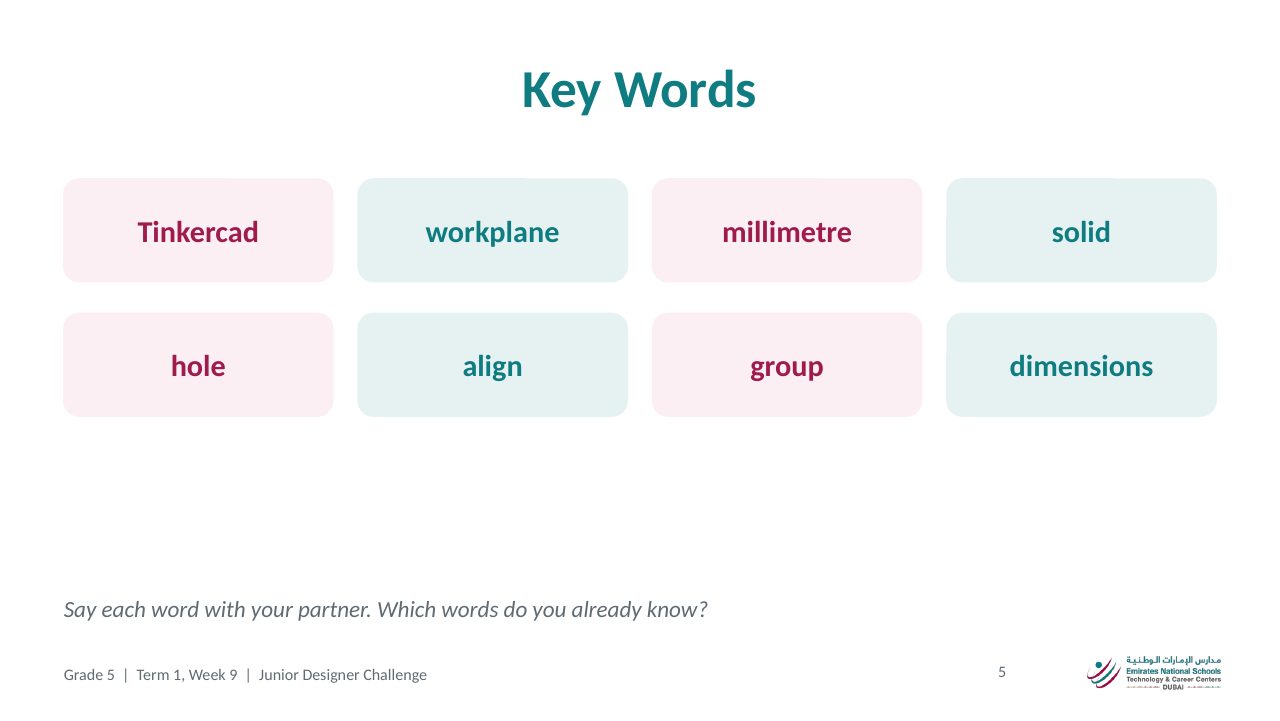 Key Words
Tinkercad workplane millimetre solid
hole align group dimensions
Say each word with your partner. Which words do you already know?
Grade 5 | Term 1, Week 9 | Junior Designer Challenge
5
مدارس الإمارات الوطنية
Emirates National Schools
Technology & Career Centers
DUBAI